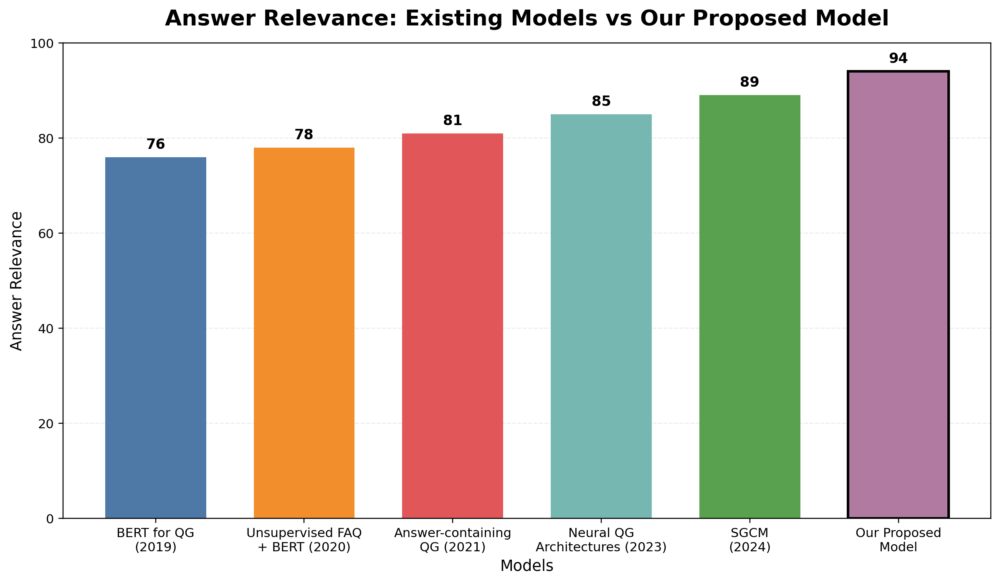 Answer Relevance: Existing Models vs Our Proposed Model
100
80
60
40
20
0
Answer Relevance
76
78
81
85
89
94
BERT for QG
(2019)
Unsupervised FAQ
+ BERT (2020)
Answer-containing
QG (2021)
Neural QG
Architectures (2023)
SGCM
(2024)
Our Proposed
Model
Models